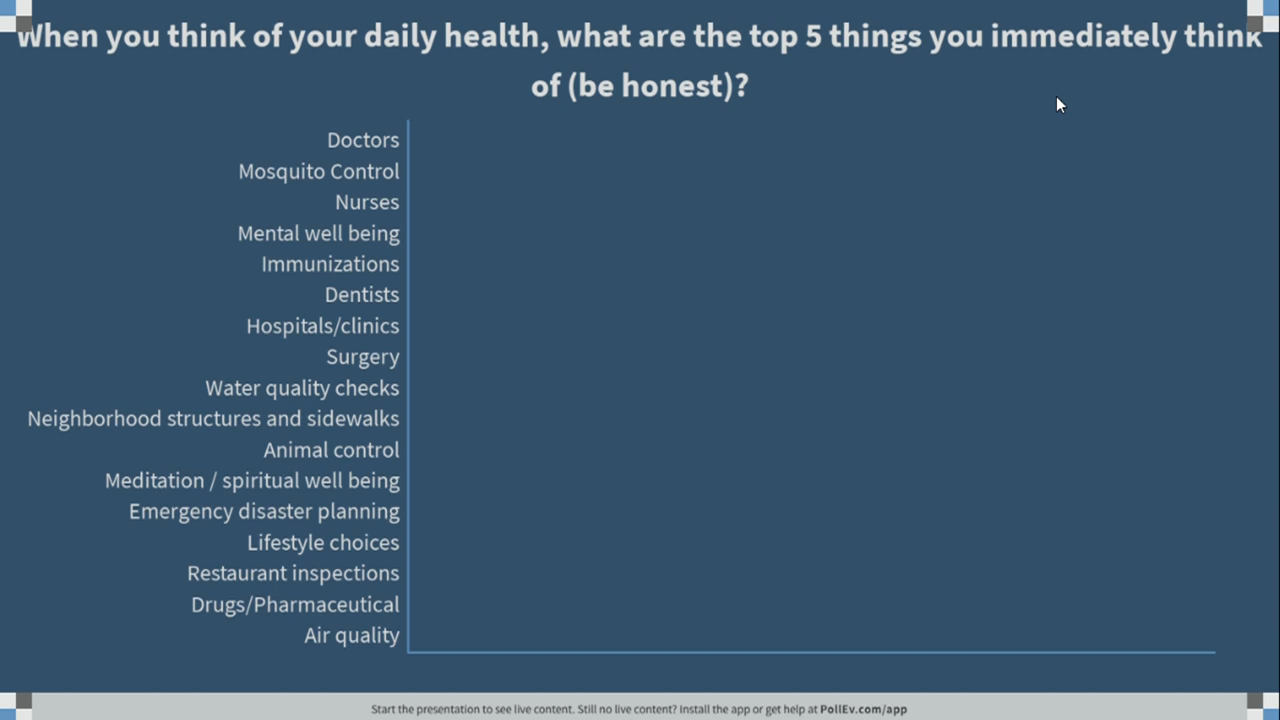 When you think of your daily health, what are the top 5 things you immediately think
of (be honest)?
Doctors
Mosquito Control
Nurses
Mental well being
Immunizations
Dentists
Hospitals/clinics
Surgery
Water quality checks
Neighborhood structures and sidewalks
Animal control
Meditation / spiritual well being
Emergency disaster planning
Lifestyle choices
Restaurant inspections
Drugs/Pharmaceutical
Air quality
Start the presentation to see live content. Still no live content? Install the app or get help at PollEv.com/app